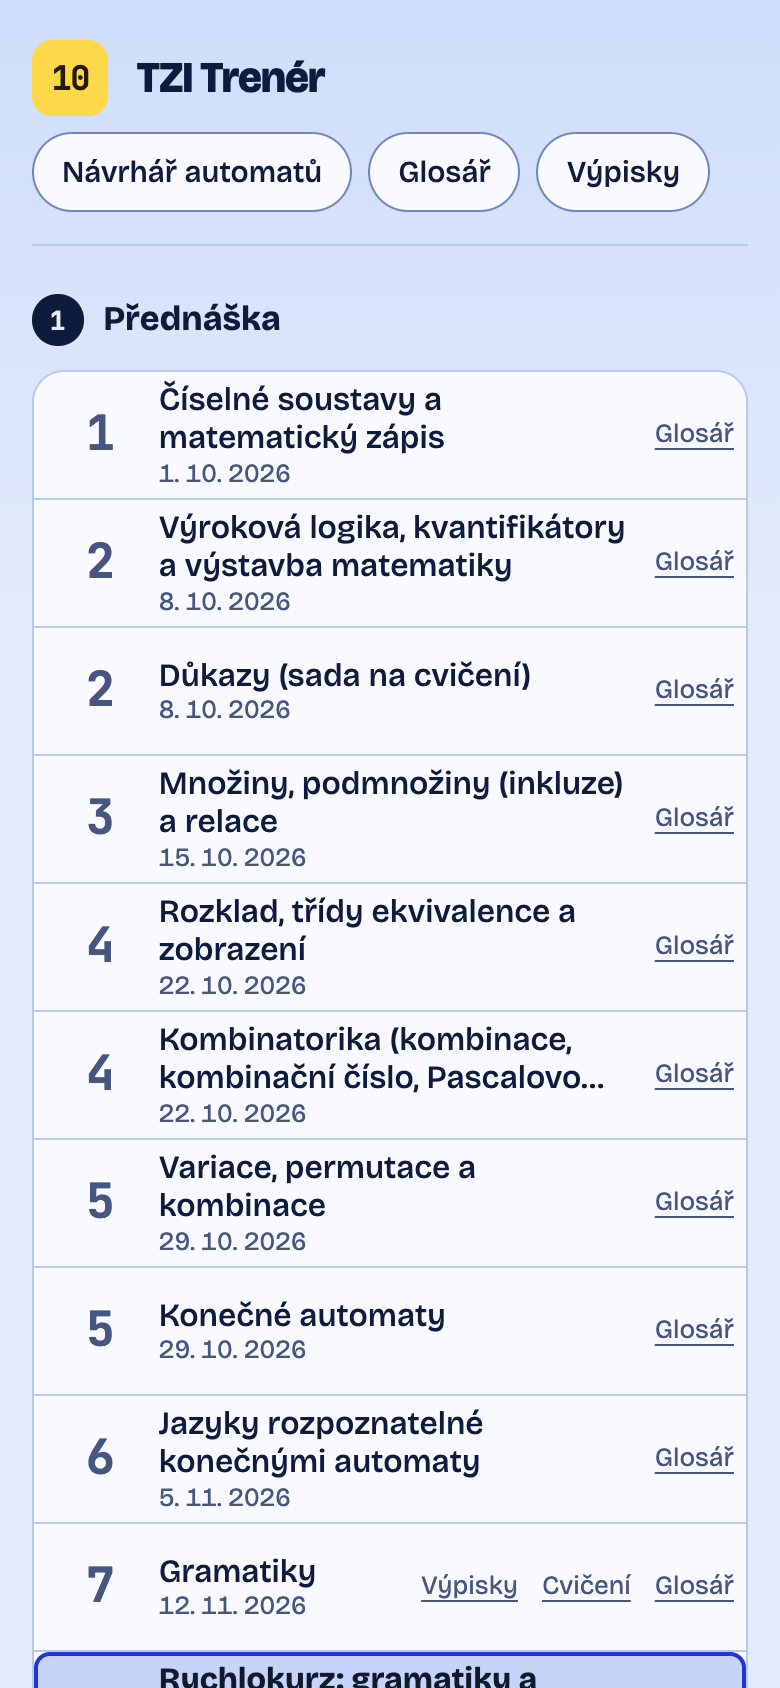 10
TZI Trenér
Návrhář automatů
Glosář
Výpisky
1
Přednáška
1
Číselné soustavy a
matematický zápis
1. 10. 2026
Glosář
2
Výroková logika, kvantifikátory
a výstavba matematiky
8. 10. 2026
Glosář
2
Důkazy (sada na cvičení)
8. 10. 2026
Glosář
3
Množiny, podmnožiny (inkluze)
a relace
15. 10. 2026
Glosář
4
Rozklad, třídy ekvivalence a
zobrazení
22. 10. 2026
Glosář
4
Kombinatorika (kombinace,
kombinační číslo, Pascalovo...
22. 10. 2026
Glosář
5
Variace, permutace a
kombinace
29. 10. 2026
Glosář
5
Konečné automaty
29. 10. 2026
Glosář
6
Jazyky rozpoznatelné
konečnými automaty
5. 11. 2026
Glosář
7
Gramatiky
12. 11. 2026
Výpisky
Cvičení
Glosář
Rychlokurz: gramatiky a